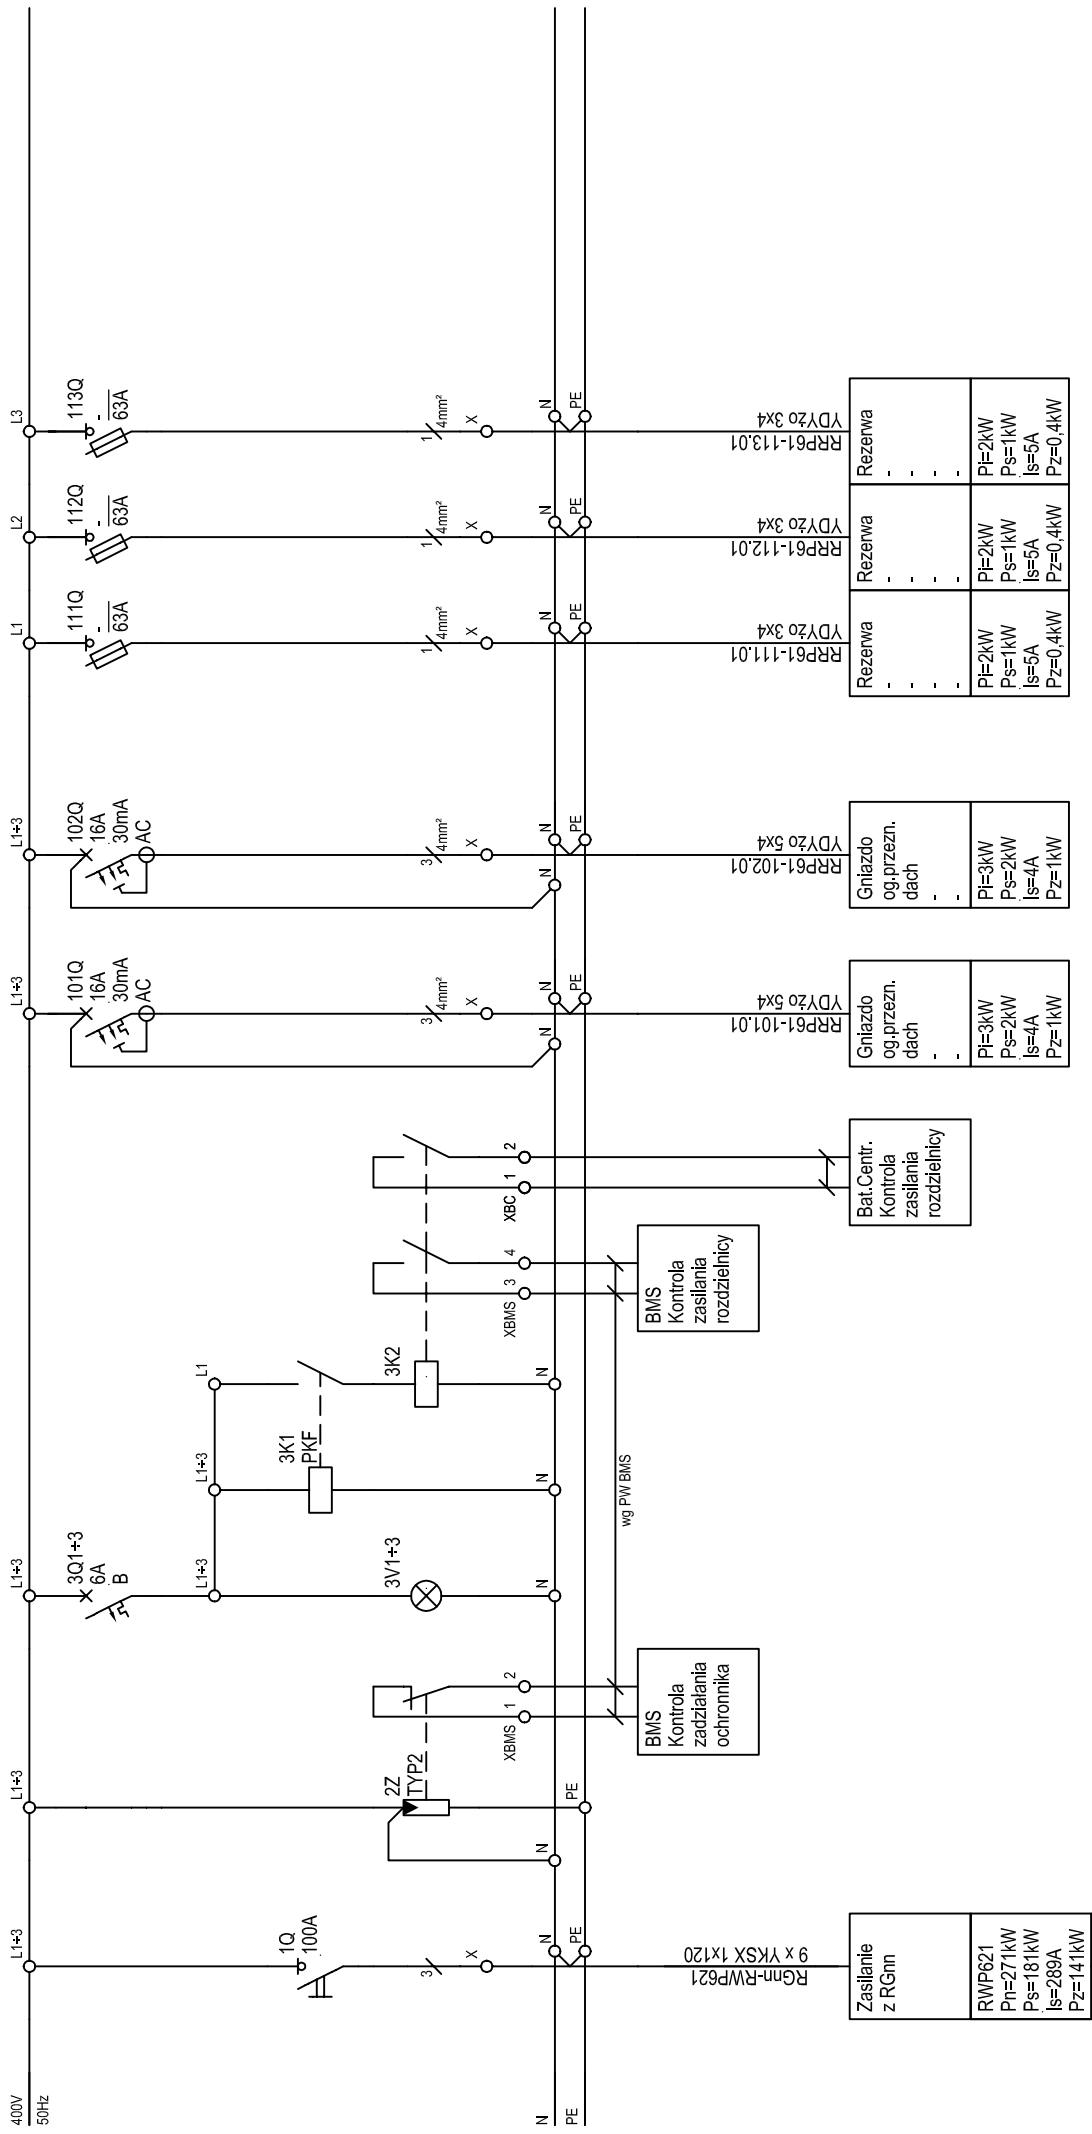 400V
50Hz
N
PE
L1÷3
1Q
100A
3
X
N
PE
RGnn-RWP621
9 x YKSX 1x120
Zasilanie
z RGnn
RWP621
Pn=271kW
Ps=181kW
Is=289A
Pz=141kW
L1÷3
2Z
TYP2
N
PE
XBMS 1 2
BMS
Kontrola
zadziałania
ochronnika
L1÷3
3Q1÷3
6A
B
L1÷3
3V1÷3
N
L1÷3
3K1
PKF
N
L1
3K2
N
wg PW BMS
XBMS 3 4
BMS
Kontrola
zasilania
rozdzielnicy
XBC 1 2
Bat.Centr.
Kontrola
zasilania
rozdzielnicy
L1÷3
101Q
16A
30mA
AC
3 4mm²
X
N
N
PE
RRP61-101.01
YDYżo 5x4
Gniazdo
og.przezn.
dach
.
.
Pi=3kW
Ps=2kW
Is=4A
Pz=1kW
L1÷3
102Q
16A
30mA
AC
3 4mm²
X
N
N
PE
RRP61-102.01
YDYżo 5x4
Gniazdo
og.przezn.
dach
.
.
Pi=3kW
Ps=2kW
Is=4A
Pz=1kW
L1
111Q
.
63A
1 4mm²
X
N
PE
RRP61-111.01
YDYżo 3x4
Rezerwa
.
.
.
.
Pi=2kW
Ps=1kW
Is=5A
Pz=0,4kW
L2
112Q
.
63A
1 4mm²
X
N
PE
RRP61-112.01
YDYżo 3x4
Rezerwa
.
.
.
.
Pi=2kW
Ps=1kW
Is=5A
Pz=0,4kW
L3
113Q
.
63A
1 4mm²
X
N
PE
RRP61-113.01
YDYżo 3x4
Rezerwa
.
.
.
.
Pi=2kW
Ps=1kW
Is=5A
Pz=0,4kW